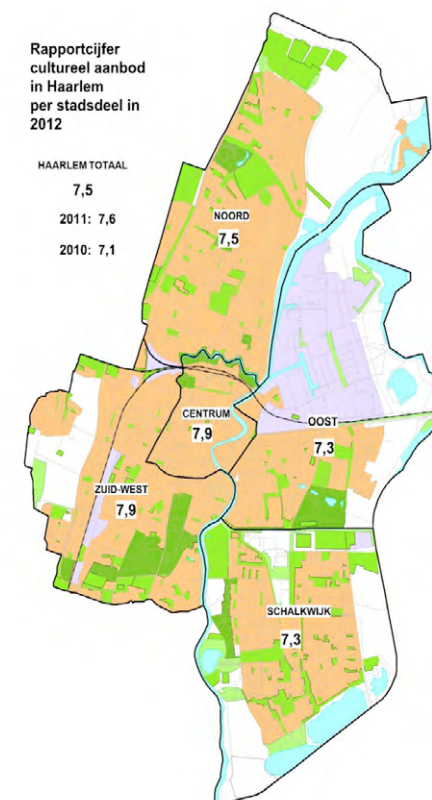 Rapportcijfer
cultureel aanbod
in Haarlem
per stadsdeel in
2012
HAARLEM TOTAAL
7,5
2011: 7,6
2010: 7,1
NOORD
7,5
CENTRUM
7,9
OOST
7,3
ZUID-WEST
7,9
SCHALKWIJK
7,3